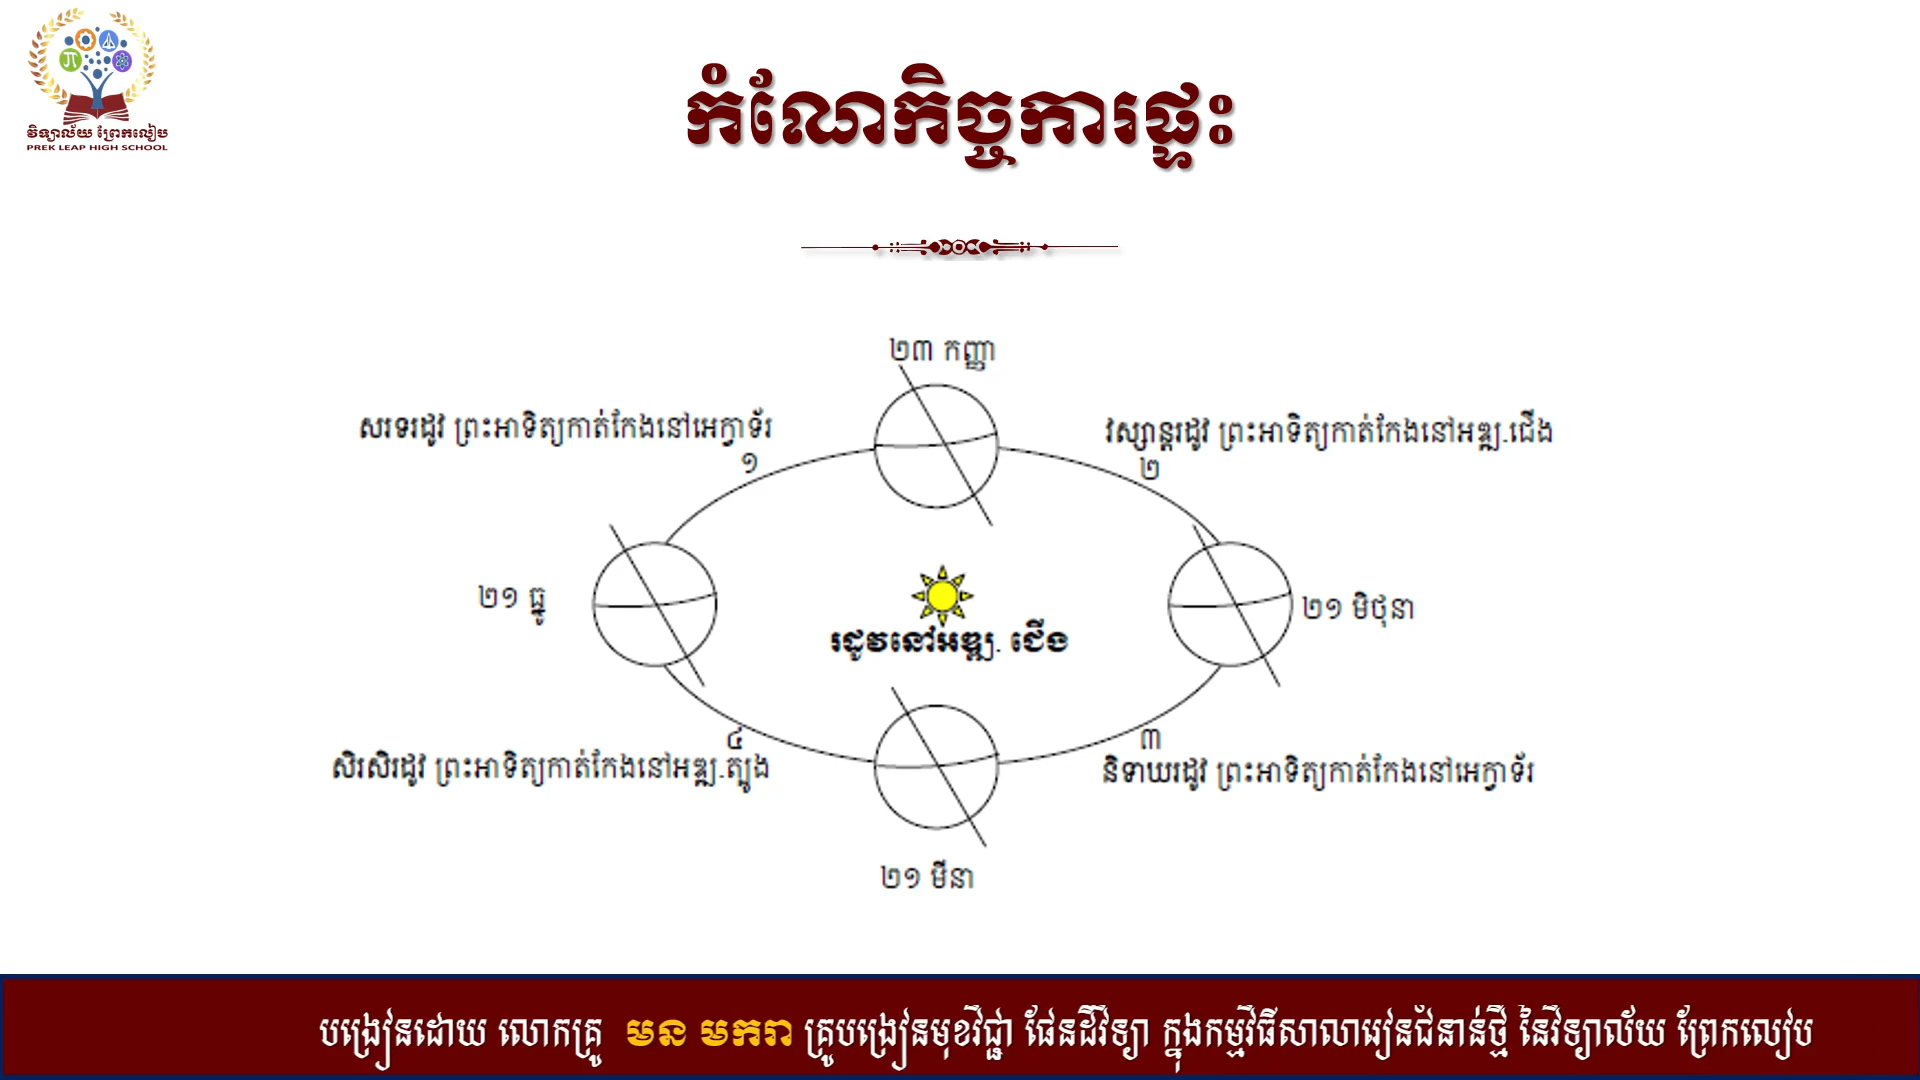 វិទ្យាល័យ ព្រែកលៀប
PREK LEAP HIGH SCHOOL
កំណែកិច្ចការផ្ទះ
២៣ កញ្ញា
សរទរដូវ ព្រះអាទិត្យកាត់កែងនៅអេក្វាទ័រ
១
វស្សាន្តរដូវ ព្រះអាទិត្យកាត់កែងនៅអឌ្ឍ.ជើង
២
២១ ធ្នូ
រដូវនៅអឌ្ឍ. ជើង
២១ មិថុនា
៤
សិរសិរដូវ ព្រះអាទិត្យកាត់កែងនៅអឌ្ឍ.ត្បូង
៣
និទាឃរដូវ ព្រះអាទិត្យកាត់កែងនៅអេក្វាទ័រ
២១ មីនា
បង្រៀនដោយ លោកគ្រូ មន មករា គ្រូបង្រៀនមុខវិជ្ជា ផែនដីវិទ្យា ក្នុងកម្មវិធីសាលារៀនជំនាន់ថ្មី នៃវិទ្យាល័យ ព្រែកលៀប